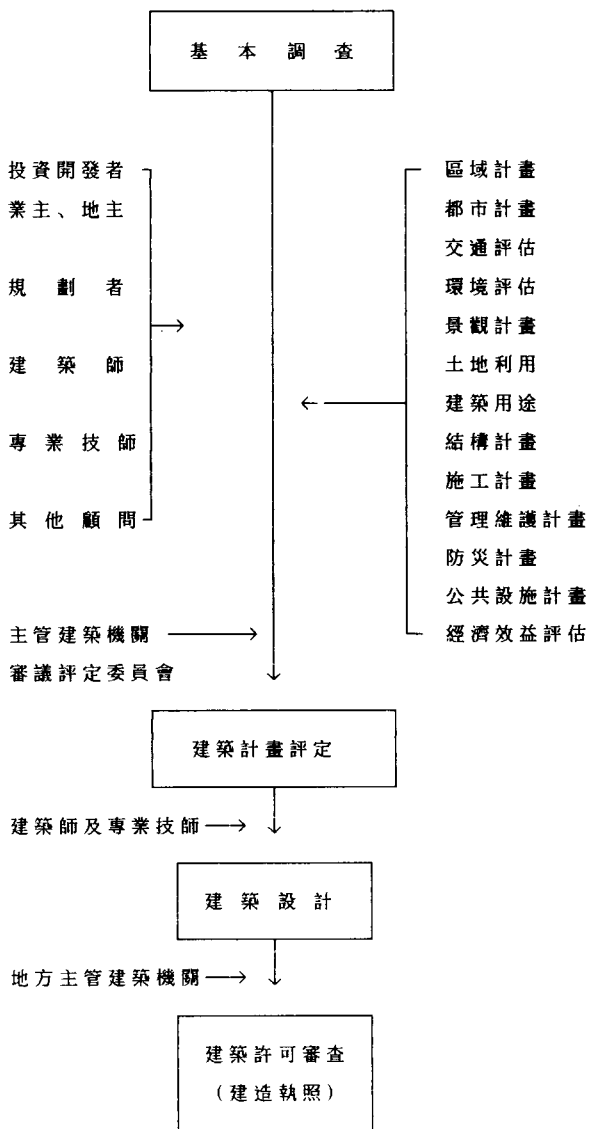 基本調查
投資開發者
業主、地主
規劃者
建築師
專業技師
其他顧問
區域計畫
都市計畫
交通評估
環境評估
景觀計畫
土地利用
建築用途
結構計畫
施工計畫
管理維護計畫
防災計畫
公共設施計畫
經濟效益評估
主管建築機關
審議評定委員會
建築計畫評定
建築師及專業技師
建築設計
地方主管建築機關
建築許可審查
(建造執照)